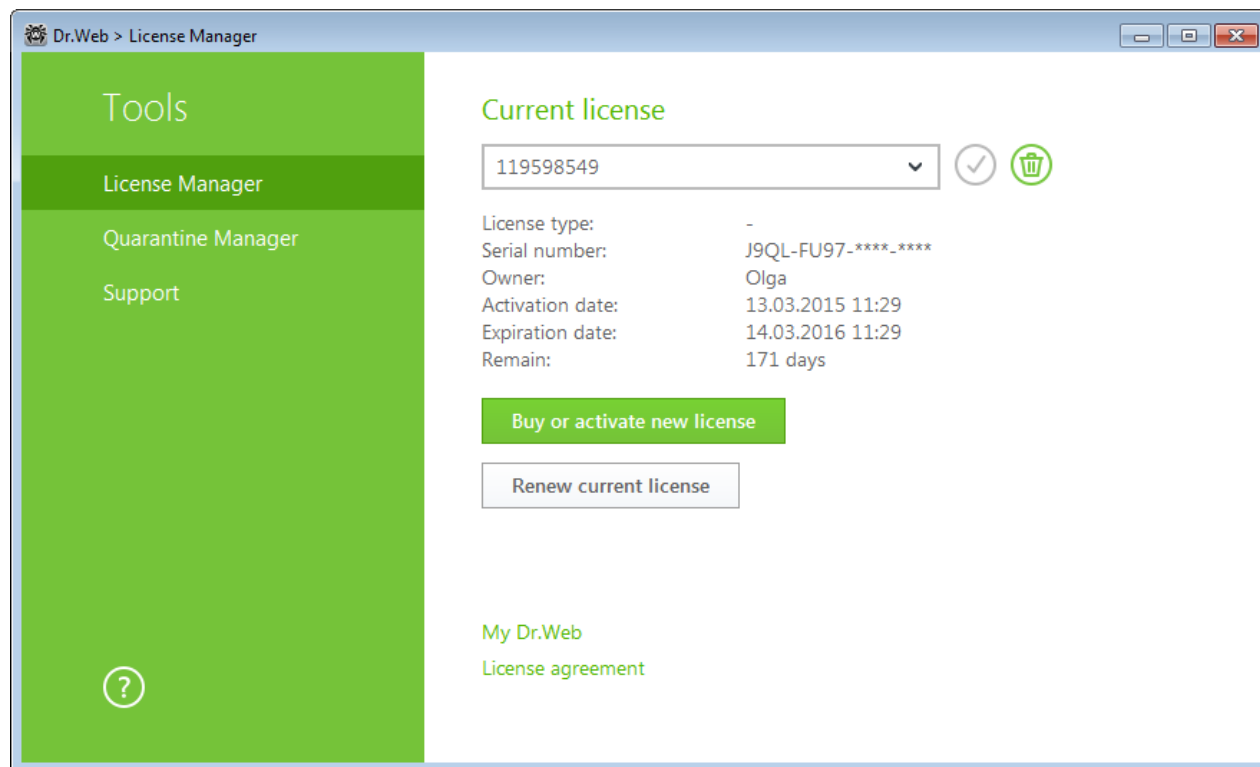 Dr.Web > License Manager
Tools
License Manager
Quarantine Manager
Support
?
Current license
119598549
License type: -
Serial number: J9QL-FU97-****-****
Owner: Olga
Activation date: 13.03.2015 11:29
Expiration date: 14.03.2016 11:29
Remain: 171 days
Buy or activate new license
Renew current license
My Dr.Web
License agreement